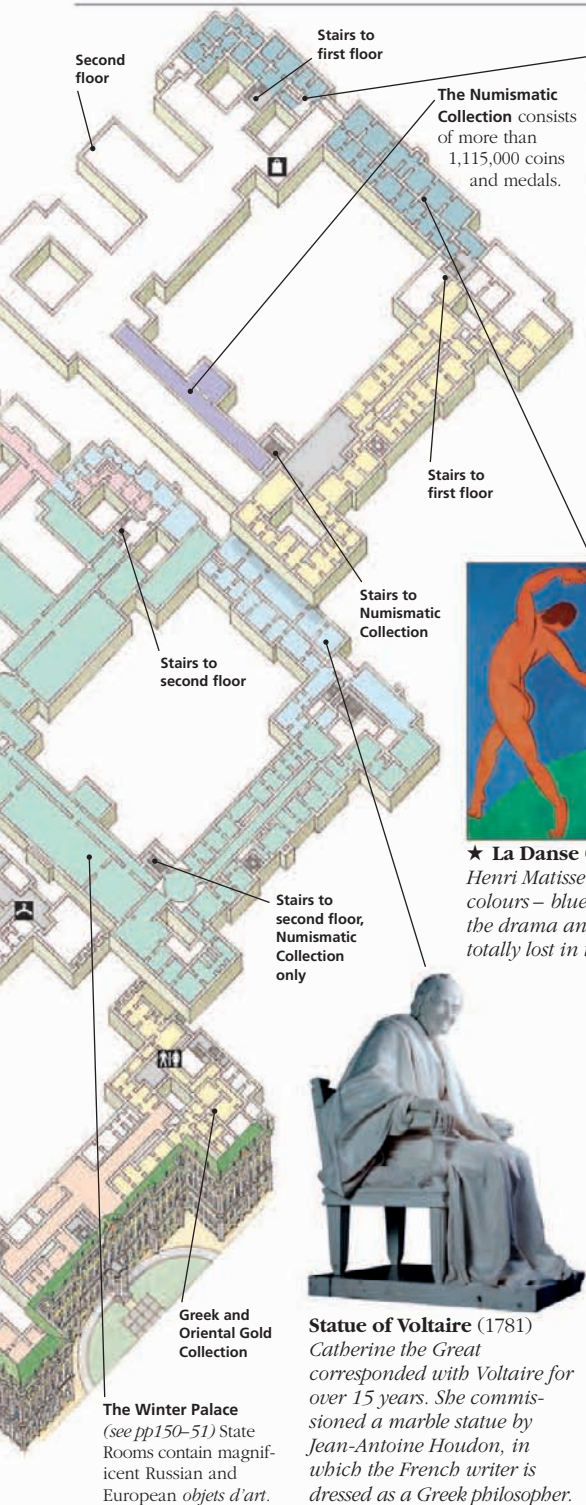 Stairs to
first floor
Second
floor
The Numismatic
Collection consists
of more than
1,115,000 coins
and medals.
Stairs to
first floor
Stairs to
Numismatic
Collection
Stairs to
second floor
★ La Danse (
Henri Matisse
colours – blue
the drama an
totally lost in
Stairs to
second floor,
Numismatic
Collection
only
Greek and
Oriental Gold
Collection
The Winter Palace
(see pp150–51) State
Rooms contain magnif-
icent Russian and
European objets d'art.
Statue of Voltaire (1781)
Catherine the Great
corresponded with Voltaire for
over 15 years. She commis-
sioned a marble statue by
Jean-Antoine Houdon, in
which the French writer is
dressed as a Greek philosopher.